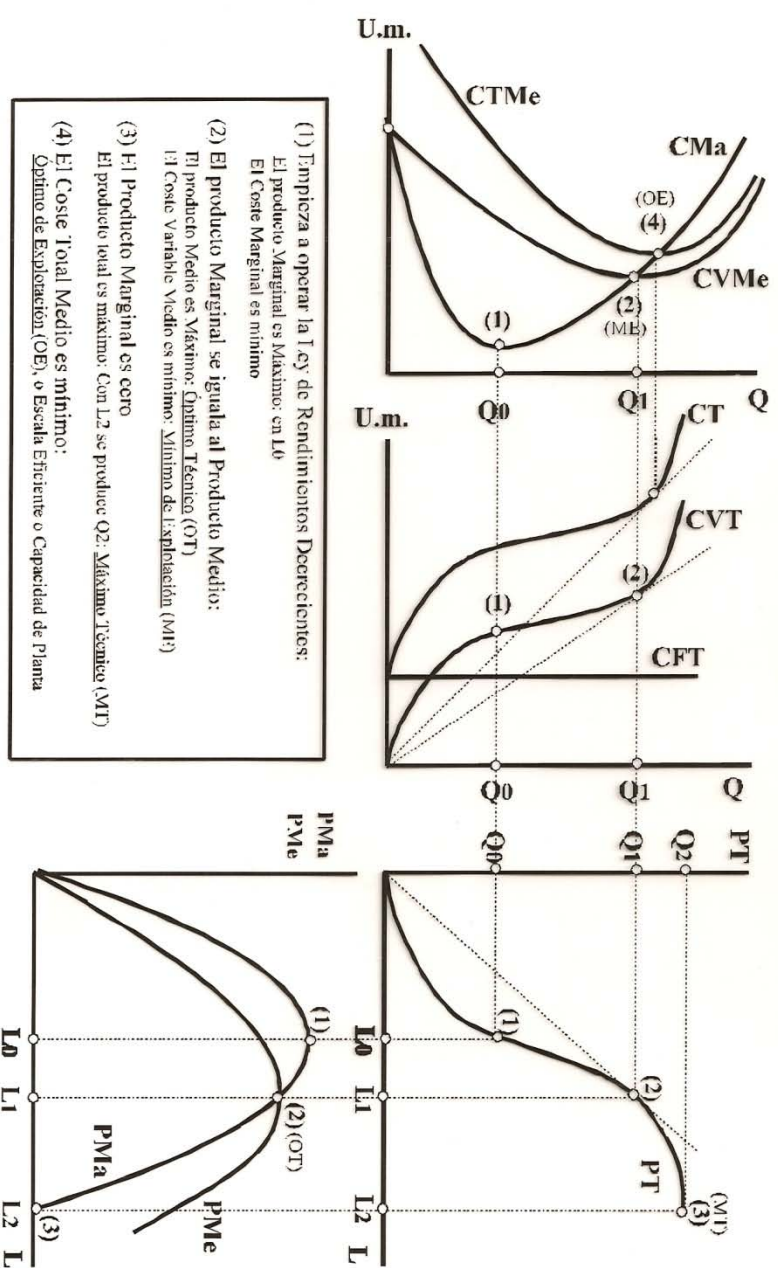 U.m.
CTMe
CMa
(OE)
(4)
CVMe
(2)
(ME)
(1)
Q0
Q1
Q
U.m.
CT
CVT
(2)
(1)
CFT
Q0
Q1
Q
PT
Q2
Q1
Q0
(1)
(2)
(3)
(MT)
PT
L0
L1
L2
L
PMa
PMe
(1)
(2) (OT)
PMa
PMe
(3)
L0
L1
L2
L
(1) Empieza a operar la Ley de Rendimientos Decrecientes:
El producto Marginal es Máximo: en L0
El Coste Marginal es mínimo
(2) El producto Marginal se iguala al Producto Medio:
El producto Medio es Máximo: Óptimo Técnico (OT)
El Coste Variable Medio es mínimo: Mínimo de Explotación (ME)
(3) El Producto Marginal es cero
El producto total es máximo: Con L2 se produce Q2: Máximo Técnico (MT)
(4) El Coste Total Medio es mínimo:
Óptimo de Explotación (OE), o Escala Eficiente o Capacidad de Planta